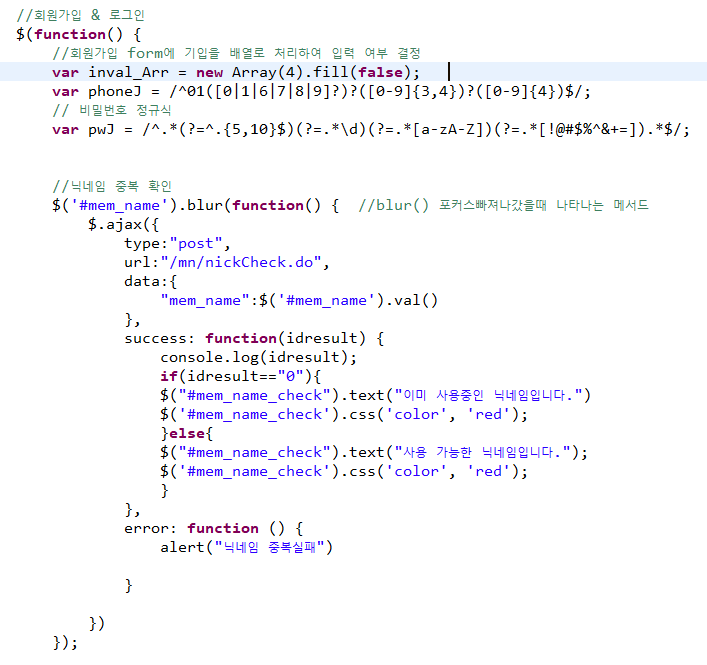 //회원가입 & 로그인
$(function() {
//회원가입 form에 기입을 배열로 처리하여 입력 여부 결정
var inval_Arr = new Array(4).fill(false);
var phoneJ = /^01([0|1|6|7|8|9]?)?([0-9]{3,4})?([0-9]{4})$/;
// 비밀번호 정규식
var pwJ = /^.*(?=^.{5,10}$)(?=.*\d)(?=.*[a-zA-Z])(?=.*[!@#$%^&+=]).*$/;
//닉네임 중복 확인
$('#mem_name').blur(function() {  //blur() 포커스빠져나갔을때 나타나는 메서드
$.ajax({
type:"post",
url:"/mn/nickCheck.do",
data:{
"mem_name":$('#mem_name').val()
},
success: function(idresult) {
console.log(idresult);
if(idresult=="0"){
$("#mem_name_check").text("이미 사용중인 닉네임입니다.")
$('#mem_name_check').css('color', 'red');
}else{
$("#mem_name_check").text("사용 가능한 닉네임입니다.");
$('#mem_name_check').css('color', 'red');
}
},
error: function () {
alert("닉네임 중복실패")
}
})
});